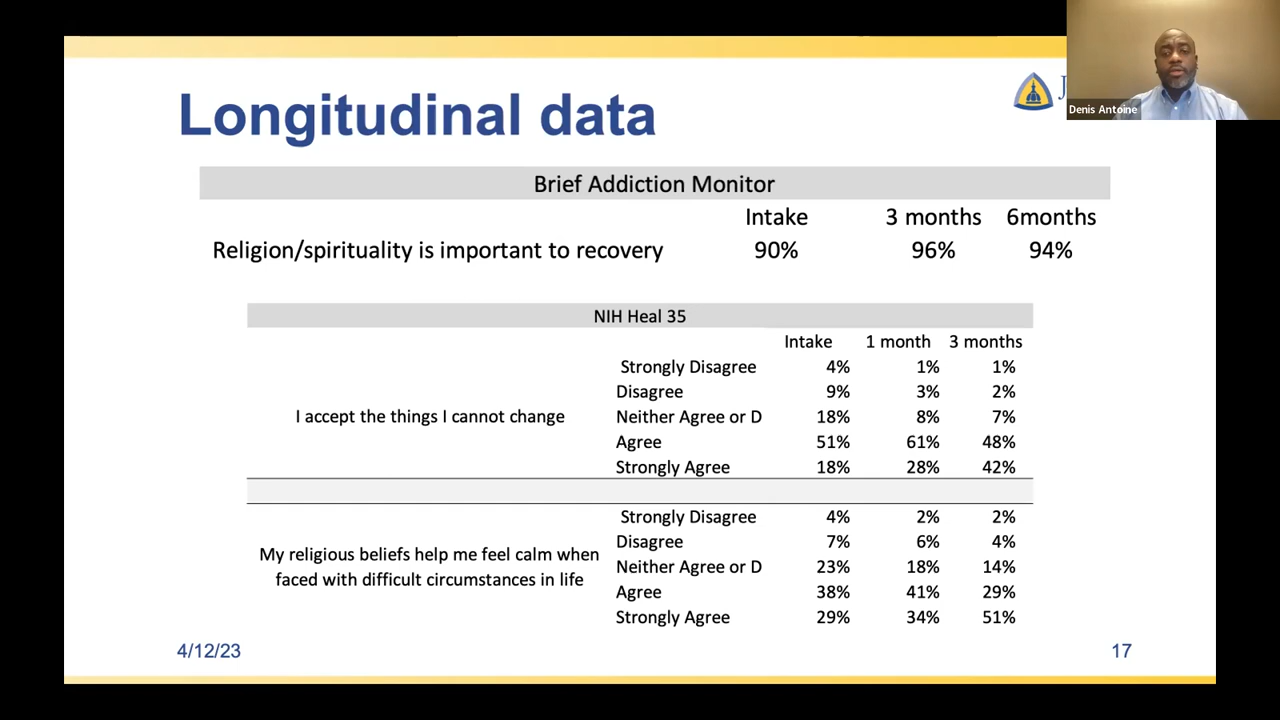 Longitudinal data
J
Denis Antoine
Brief Addiction Monitor
Intake 3 months 6months
Religion/spirituality is important to recovery 90% 96% 94%
NIH Heal 35
Intake 1 month 3 months
Strongly Disagree 4% 1% 1%
Disagree 9% 3% 2%
I accept the things I cannot change Neither Agree or D 18% 8% 7%
Agree 51% 61% 48%
Strongly Agree 18% 28% 42%
Strongly Disagree 4% 2% 2%
Disagree 7% 6% 4%
My religious beliefs help me feel calm when
faced with difficult circumstances in life
Neither Agree or D 23% 18% 14%
Agree 38% 41% 29%
Strongly Agree 29% 34% 51%
4/12/23
17